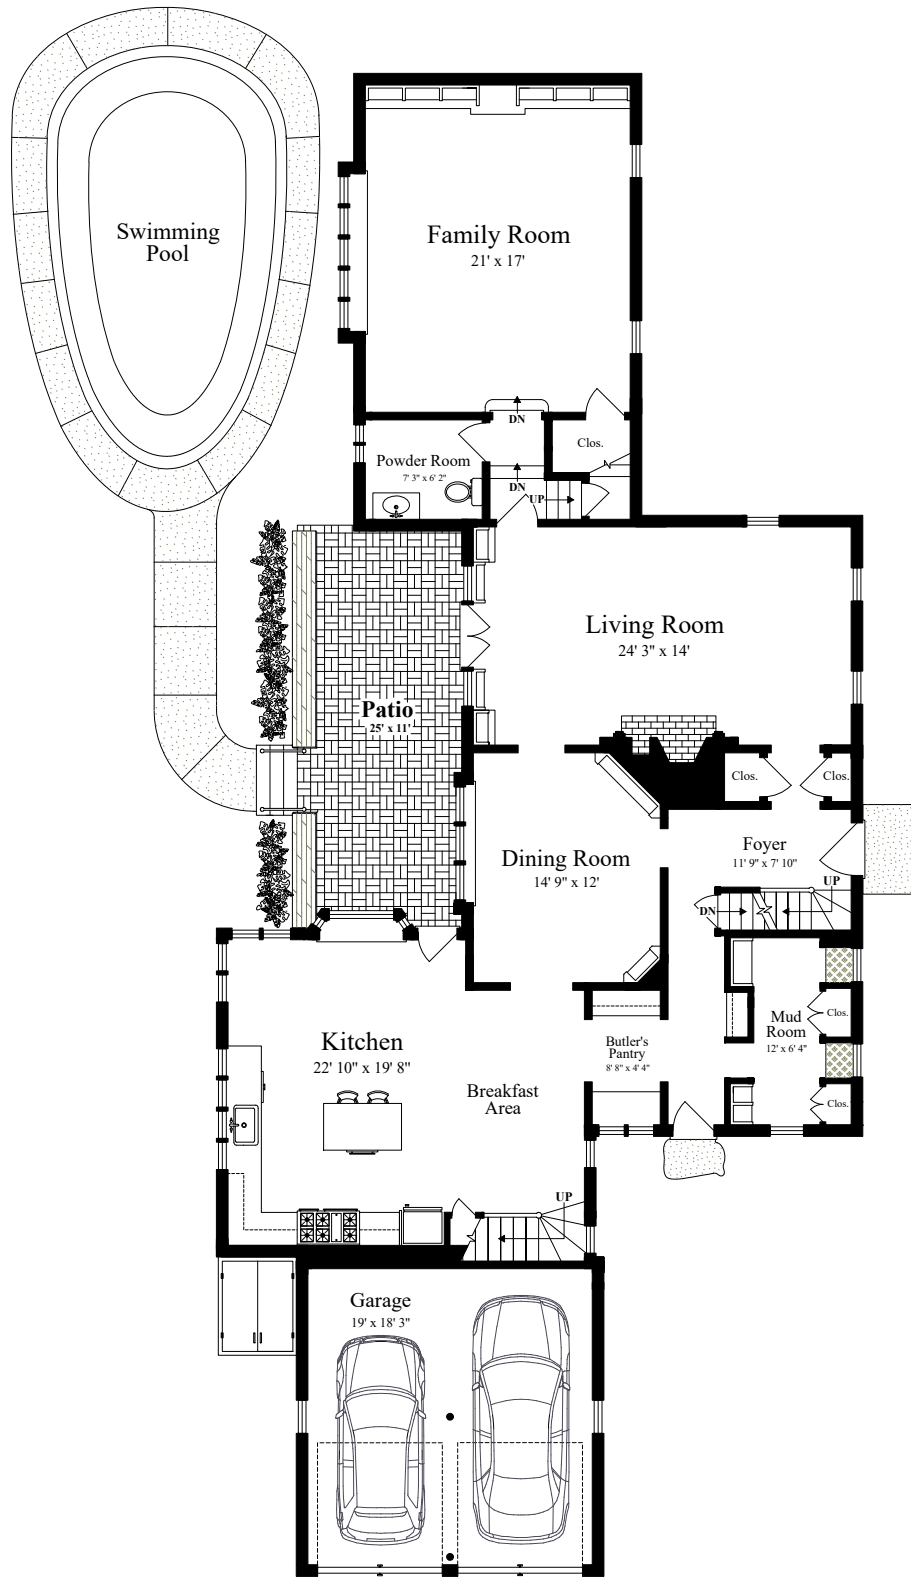 Swimming
Pool
Family Room
21' x 17'
DN
Clos.
Powder Room
7' 3" x 6' 2"
DN
UP
Living Room
24' 3" x 14'
Patio
25' x 11'
Clos.
Clos.
Dining Room
14' 9" x 12'
Foyer
11' 9" x 7' 10"
UP
DN
Kitchen
22' 10" x 19' 8"
Breakfast
Area
Butler's
Pantry
8' 8" x 4' 4"
Mud
Room
12' x 6' 4"
Clos.
Clos.
UP
Garage
19' x 18' 3"